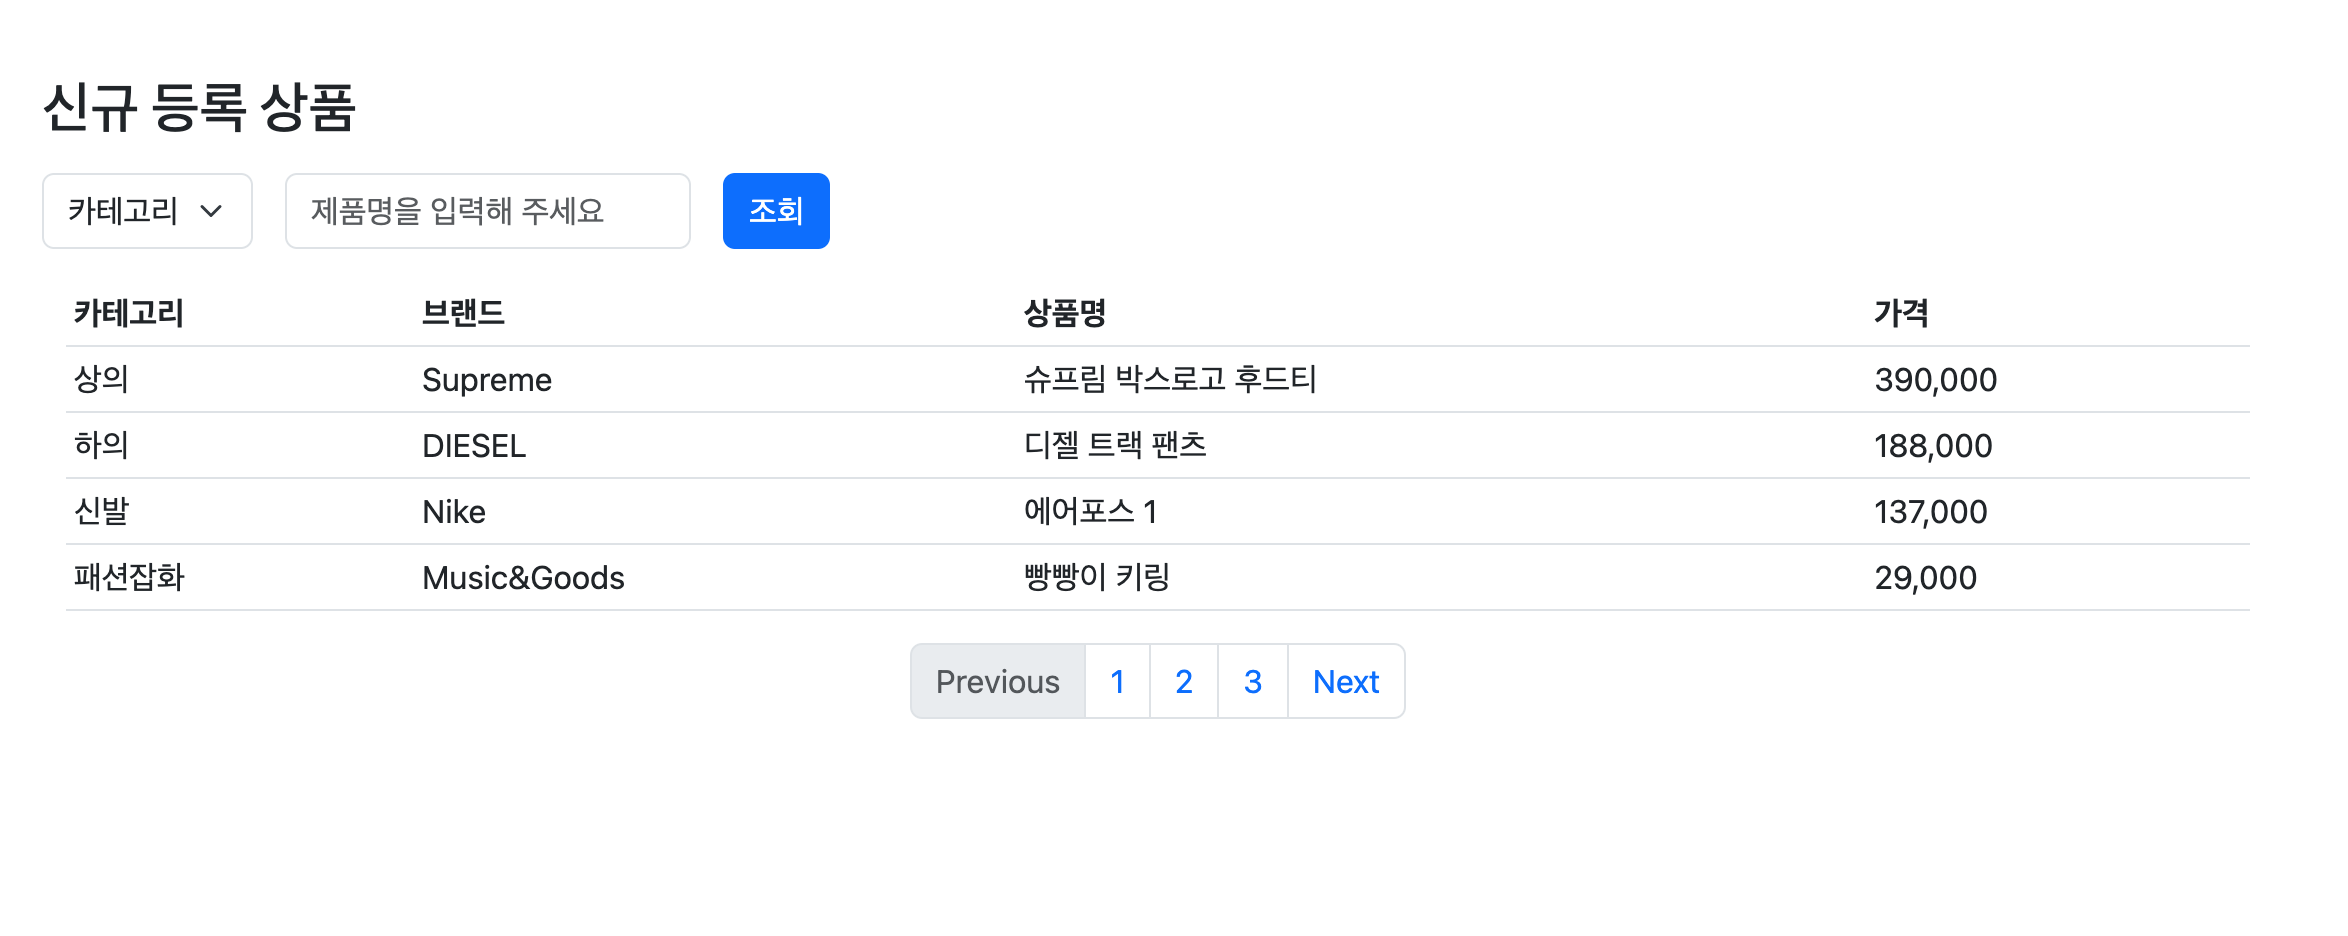 신규 등록 상품
카테고리 제품명을 입력해 주세요 조회
카테고리 브랜드 상품명 가격
상의 Supreme 슈프림 박스로고 후드티 390,000
하의 DIESEL 디젤 트랙 팬츠 188,000
신발 Nike 에어포스 1 137,000
패션잡화 Music&Goods 빵빵이 키링 29,000
Previous 1 2 3 Next